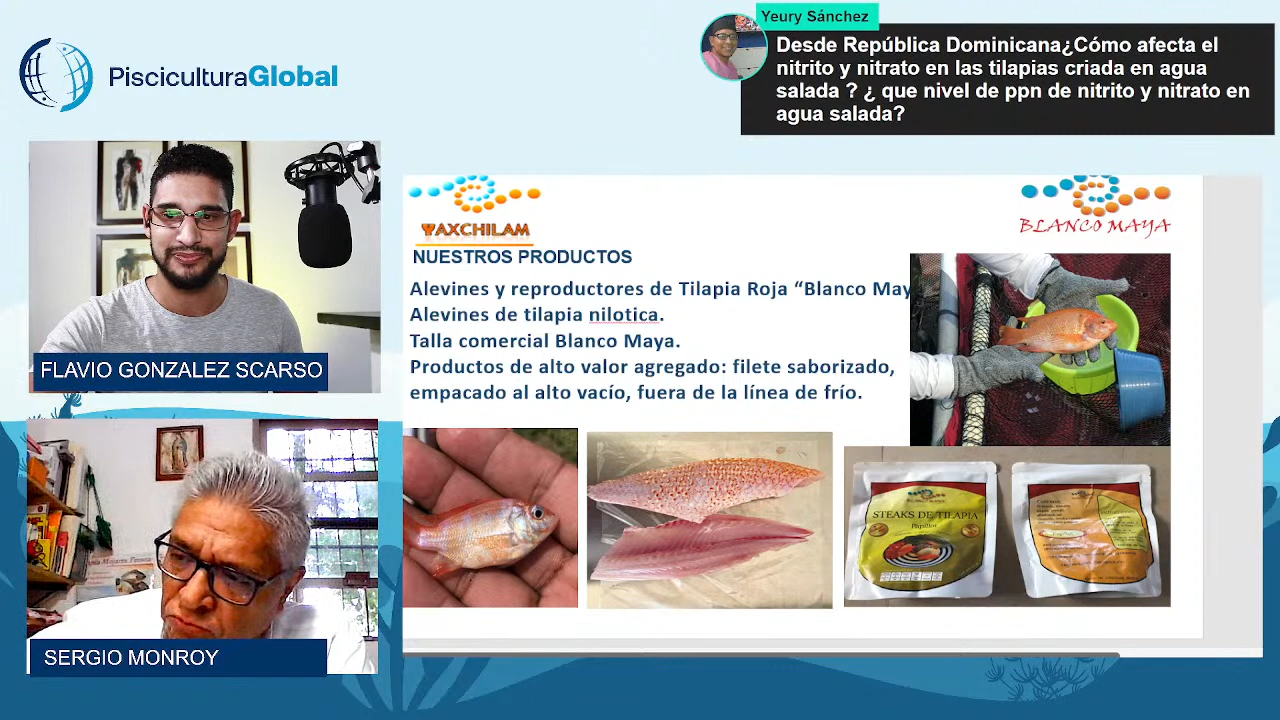 PisciculturaGlobal
Yeury Sánchez
Desde República Dominicana¿Cómo afecta el
nitrito y nitrato en las tilapias criada en agua
salada ? ¿ que nivel de ppn de nitrito y nitrato en
agua salada?
FLAVIO GONZALEZ SCARSO
SERGIO MONROY
YAXCHILAM
BLANCO MAYA
NUESTROS PRODUCTOS
Alevines y reproductores de Tilapia Roja “Blanco May
Alevines de tilapia nilotica.
Talla comercial Blanco Maya.
Productos de alto valor agregado: filete saborizado,
empacado al alto vacío, fuera de la línea de frío.
BLANCO MAYA
STEAKS DE TILAPIA
Papillot